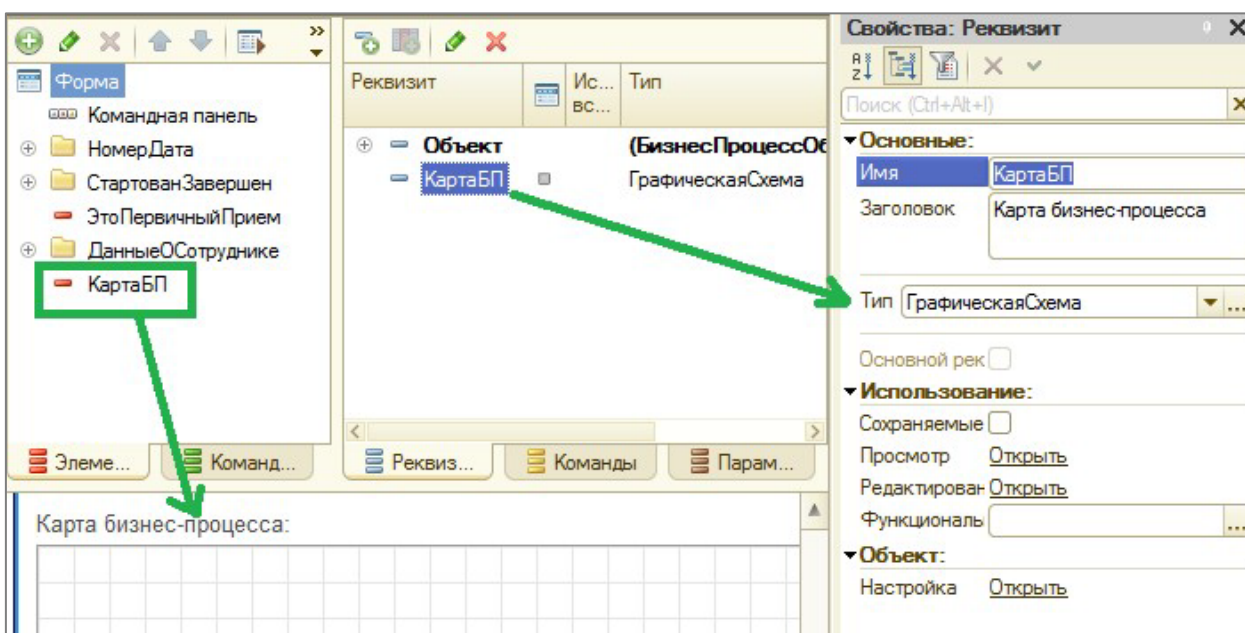 Форма
Командная панель
НомерДата
СтартованЗавершен
ЭтоПервичныйПрием
ДанныеОСотруднике
КартаБП
Элеме...
Команд...
Реквизит
Ис... вс...
Тип
Объект
(БизнесПроцессОб
КартаБП
ГрафическаяСхема
Реквиз...
Команды
Парам...
Карта бизнес-процесса:
Свойства: Реквизит
Поиск (Ctrl+Alt+I)
Основные:
Имя КартаБП
Заголовок Карта бизнес-процесса
Тип ГрафическаяСхема
Основной рек
Использование:
Сохраняемые
Просмотр Открыть
Редактирован Открыть
Функциональ
Объект:
Настройка Открыть